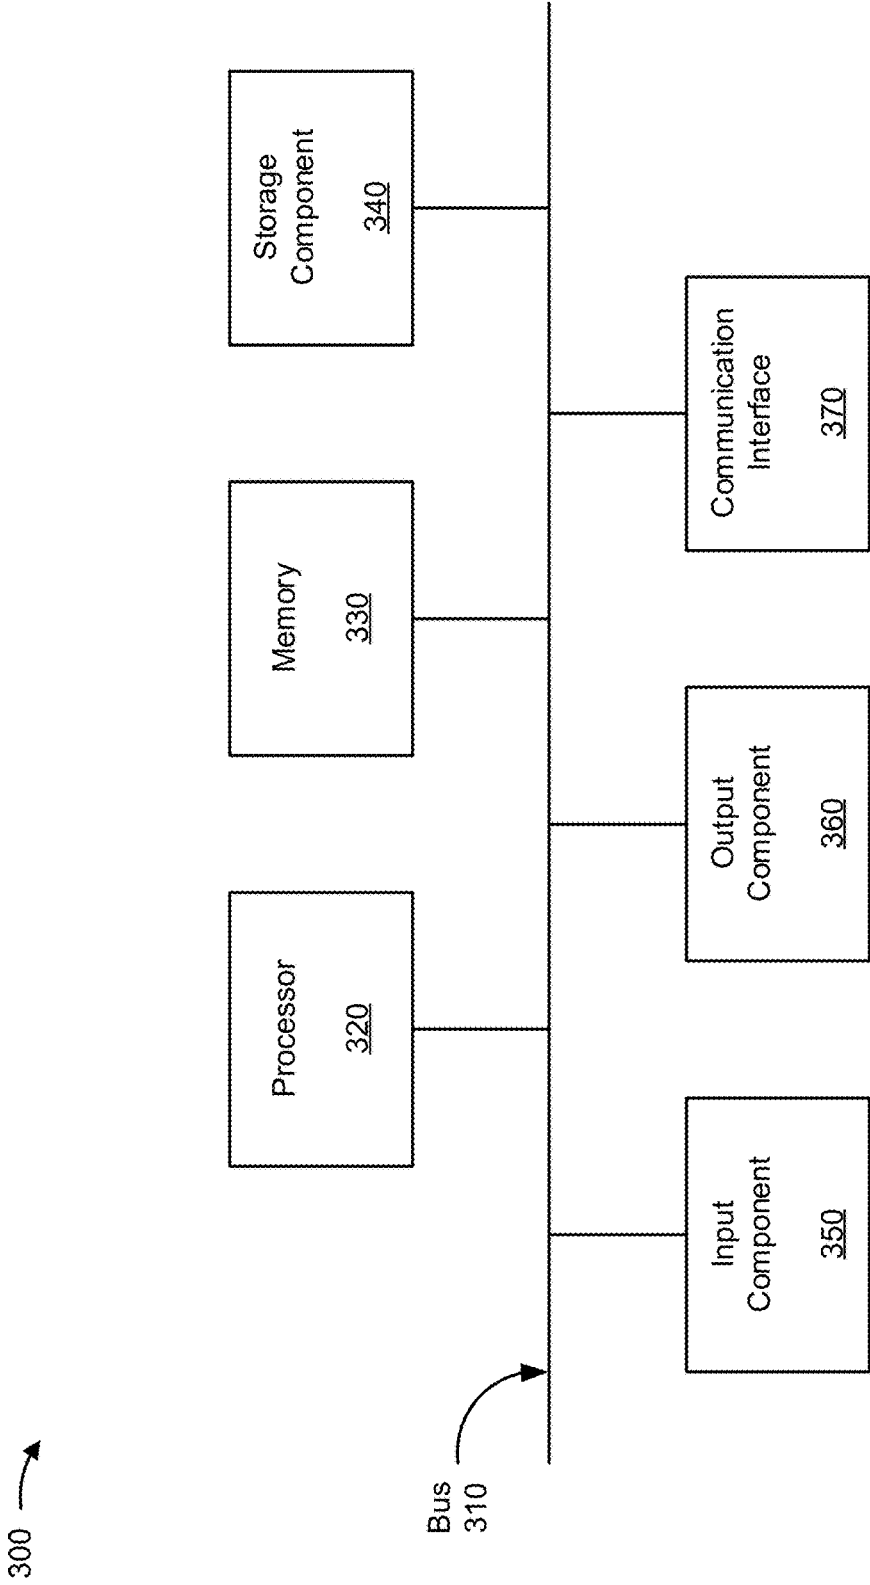 300
Bus
310
Processor
320
Memory
330
Storage
Component
340
Input
Component
350
Output
Component
360
Communication
Interface
370